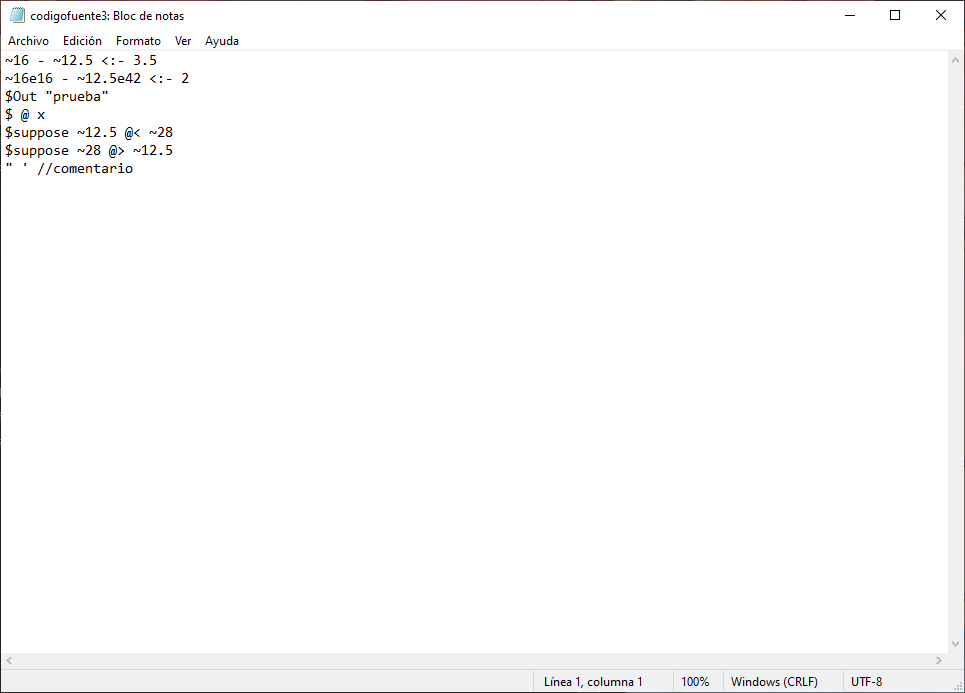 codigofuente3: Bloc de notas
Archivo Edición Formato Ver Ayuda
~16 - ~12.5 <:- 3.5
~16e16 - ~12.5e42 <:- 2
$Out "prueba"
$ @ x
$suppose ~12.5 @< ~28
$suppose ~28 @> ~12.5
" ' //comentario
Línea 1, columna 1 100% Windows (CRLF) UTF-8